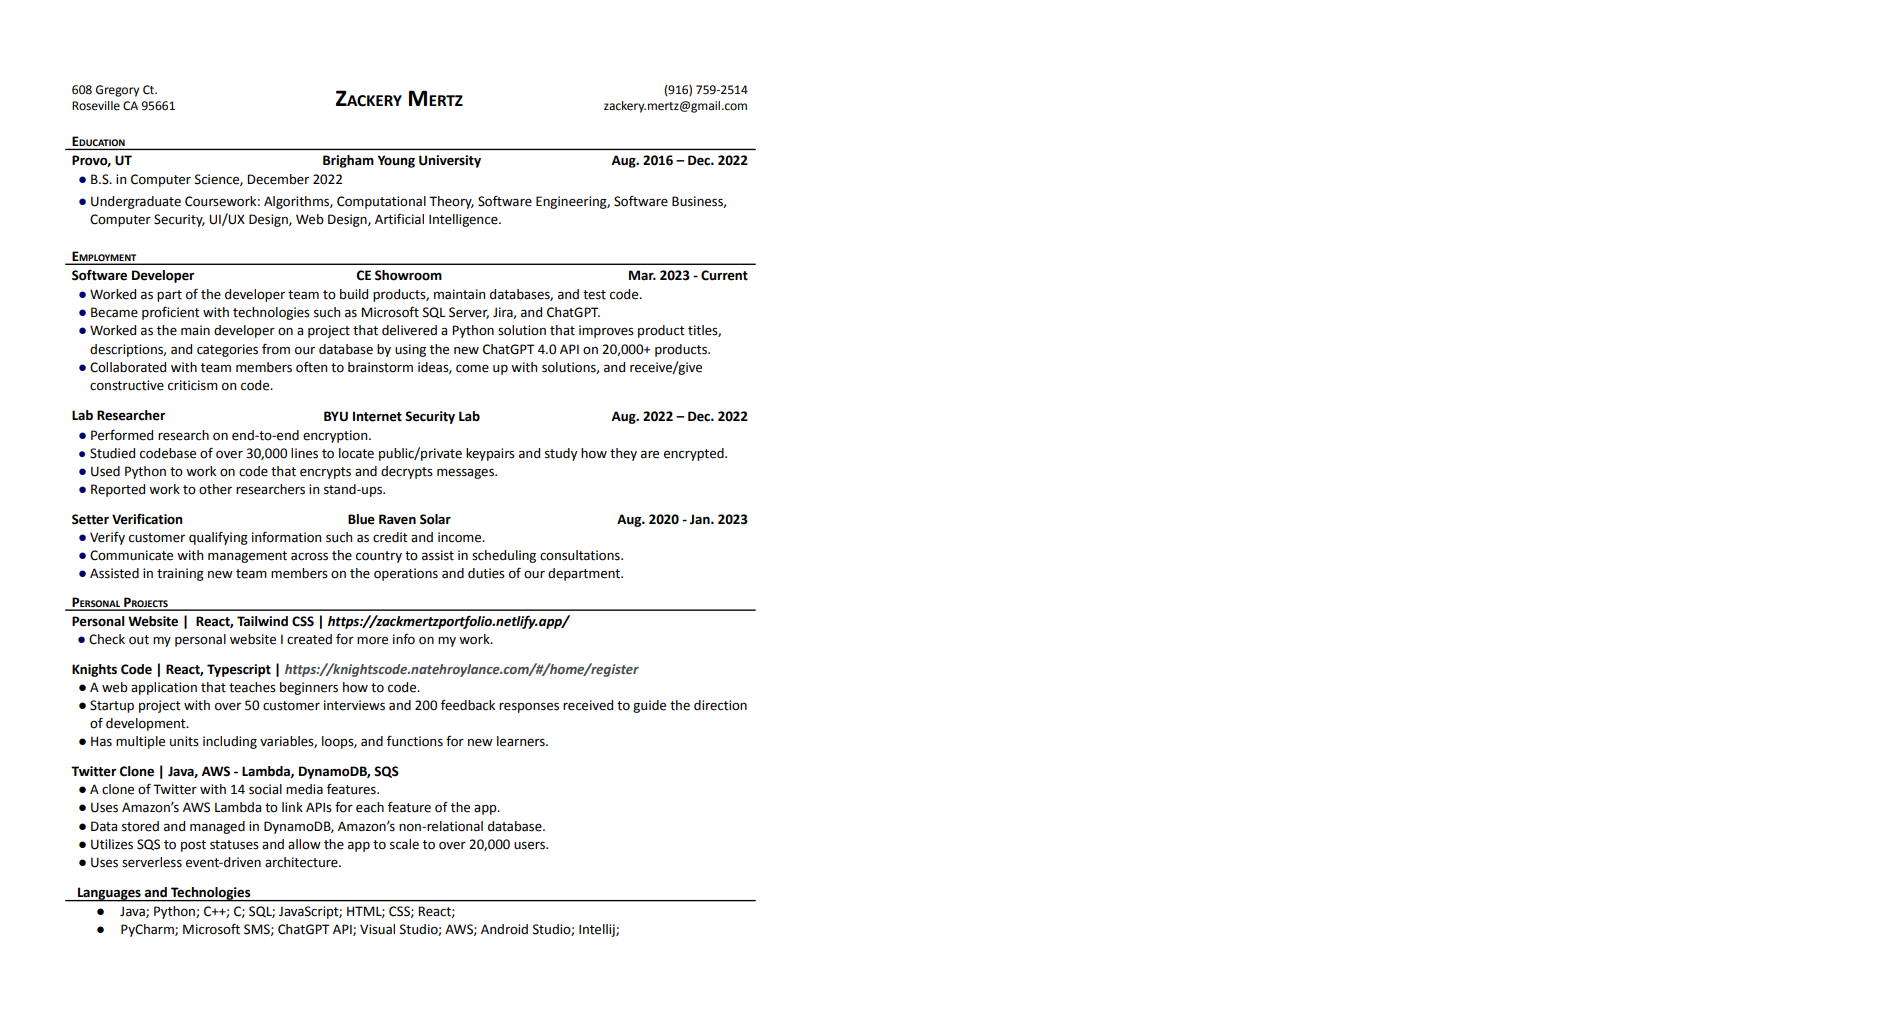 608 Gregory Ct.
Roseville CA 95661
ZACKERY MERTZ
(916) 759-2514
zackery.mertz@gmail.com
EDUCATION
Provo, UT Brigham Young University Aug. 2016 – Dec. 2022
● B.S. in Computer Science, December 2022
● Undergraduate Coursework: Algorithms, Computational Theory, Software Engineering, Software Business,
Computer Security, UI/UX Design, Web Design, Artificial Intelligence.
EMPLOYMENT
Software Developer CE Showroom Mar. 2023 - Current
● Worked as part of the developer team to build products, maintain databases, and test code.
● Became proficient with technologies such as Microsoft SQL Server, Jira, and ChatGPT.
● Worked as the main developer on a project that delivered a Python solution that improves product titles,
descriptions, and categories from our database by using the new ChatGPT 4.0 API on 20,000+ products.
● Collaborated with team members often to brainstorm ideas, come up with solutions, and receive/give
constructive criticism on code.
Lab Researcher BYU Internet Security Lab Aug. 2022 – Dec. 2022
● Performed research on end-to-end encryption.
● Studied codebase of over 30,000 lines to locate public/private keypairs and study how they are encrypted.
● Used Python to work on code that encrypts and decrypts messages.
● Reported work to other researchers in stand-ups.
Setter Verification Blue Raven Solar Aug. 2020 - Jan. 2023
● Verify customer qualifying information such as credit and income.
● Communicate with management across the country to assist in scheduling consultations.
● Assisted in training new team members on the operations and duties of our department.
PERSONAL PROJECTS
Personal Website | React, Tailwind CSS | https://zackmertzportfolio.netlify.app/
● Check out my personal website I created for more info on my work.
Knights Code | React, Typescript | https://knightscode.natehroylance.com/#/home/register
● A web application that teaches beginners how to code.
● Startup project with over 50 customer interviews and 200 feedback responses received to guide the direction
of development.
● Has multiple units including variables, loops, and functions for new learners.
Twitter Clone | Java, AWS - Lambda, DynamoDB, SQS
● A clone of Twitter with 14 social media features.
● Uses Amazon’s AWS Lambda to link APIs for each feature of the app.
● Data stored and managed in DynamoDB, Amazon’s non-relational database.
● Utilizes SQS to post statuses and allow the app to scale to over 20,000 users.
● Uses serverless event-driven architecture.
Languages and Technologies
● Java; Python; C++; C; SQL; JavaScript; HTML; CSS; React;
● PyCharm; Microsoft SMS; ChatGPT API; Visual Studio; AWS; Android Studio; Intellij;